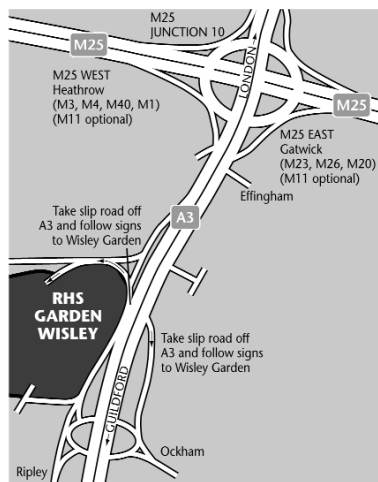 M25
JUNCTION 10
LONDON
M25
M25
M25 WEST
Heathrow
(M3, M4, M40, M1)
(M11 optional)
M25 EAST
Gatwick
(M23, M26, M20)
(M11 optional)
Effingham
A3
Take slip road off
A3 and follow signs
to Wisley Garden
RHS
GARDEN
WISLEY
Take slip road off
A3 and follow signs
to Wisley Garden
GUILDFORD
Ockham
Ripley